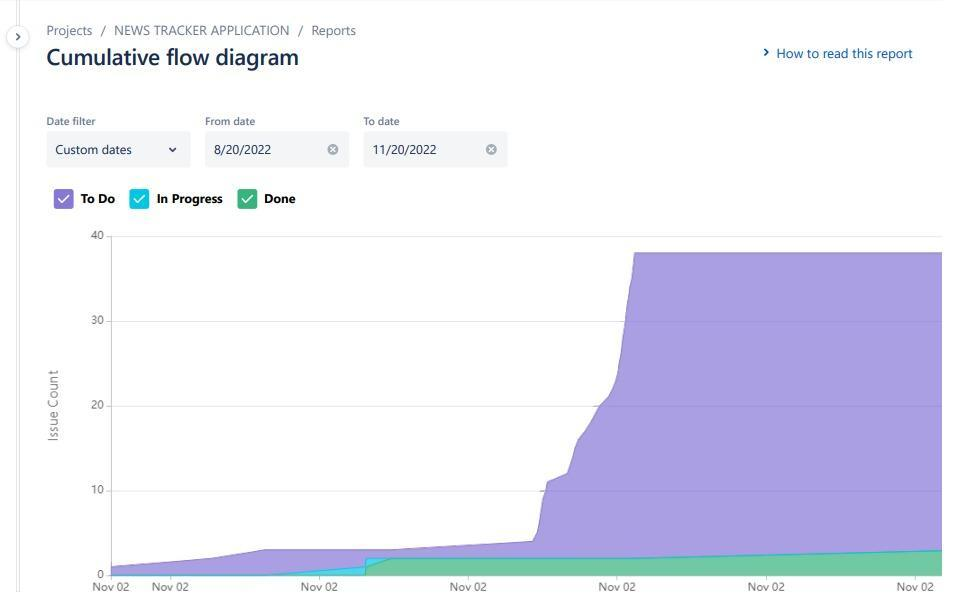 Projects / NEWS TRACKER APPLICATION / Reports
Cumulative flow diagram
How to read this report
Date filter
From date
To date
Custom dates
8/20/2022
11/20/2022
To Do
In Progress
Done
40
30
20
10
0
Issue Count
Nov 02 Nov 02 Nov 02 Nov 02 Nov 02 Nov 02 Nov 02